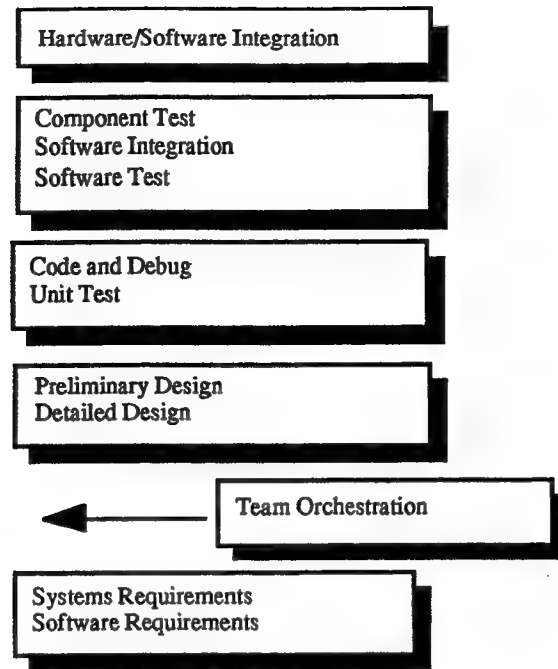 Hardware/Software Integration
Component Test
Software Integration
Software Test
Code and Debug
Unit Test
Preliminary Design
Detailed Design
Team Orchestration
Systems Requirements
Software Requirements